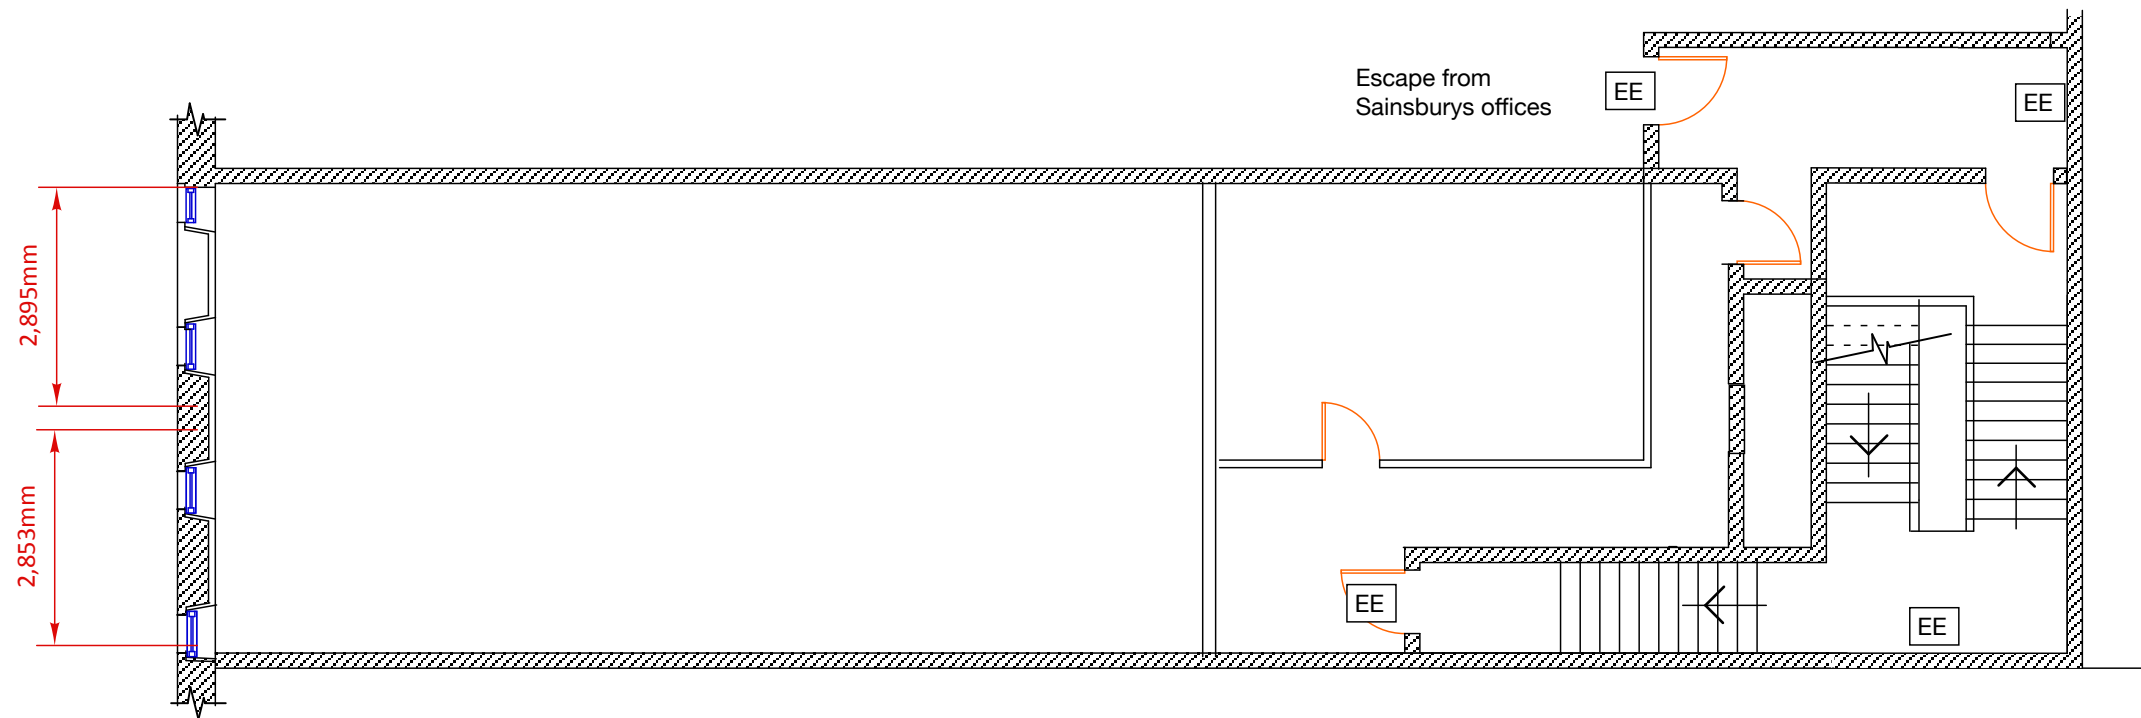 Escape from
Sainsburys offices
EE
EE
2,895mm
2,853mm
EE
EE